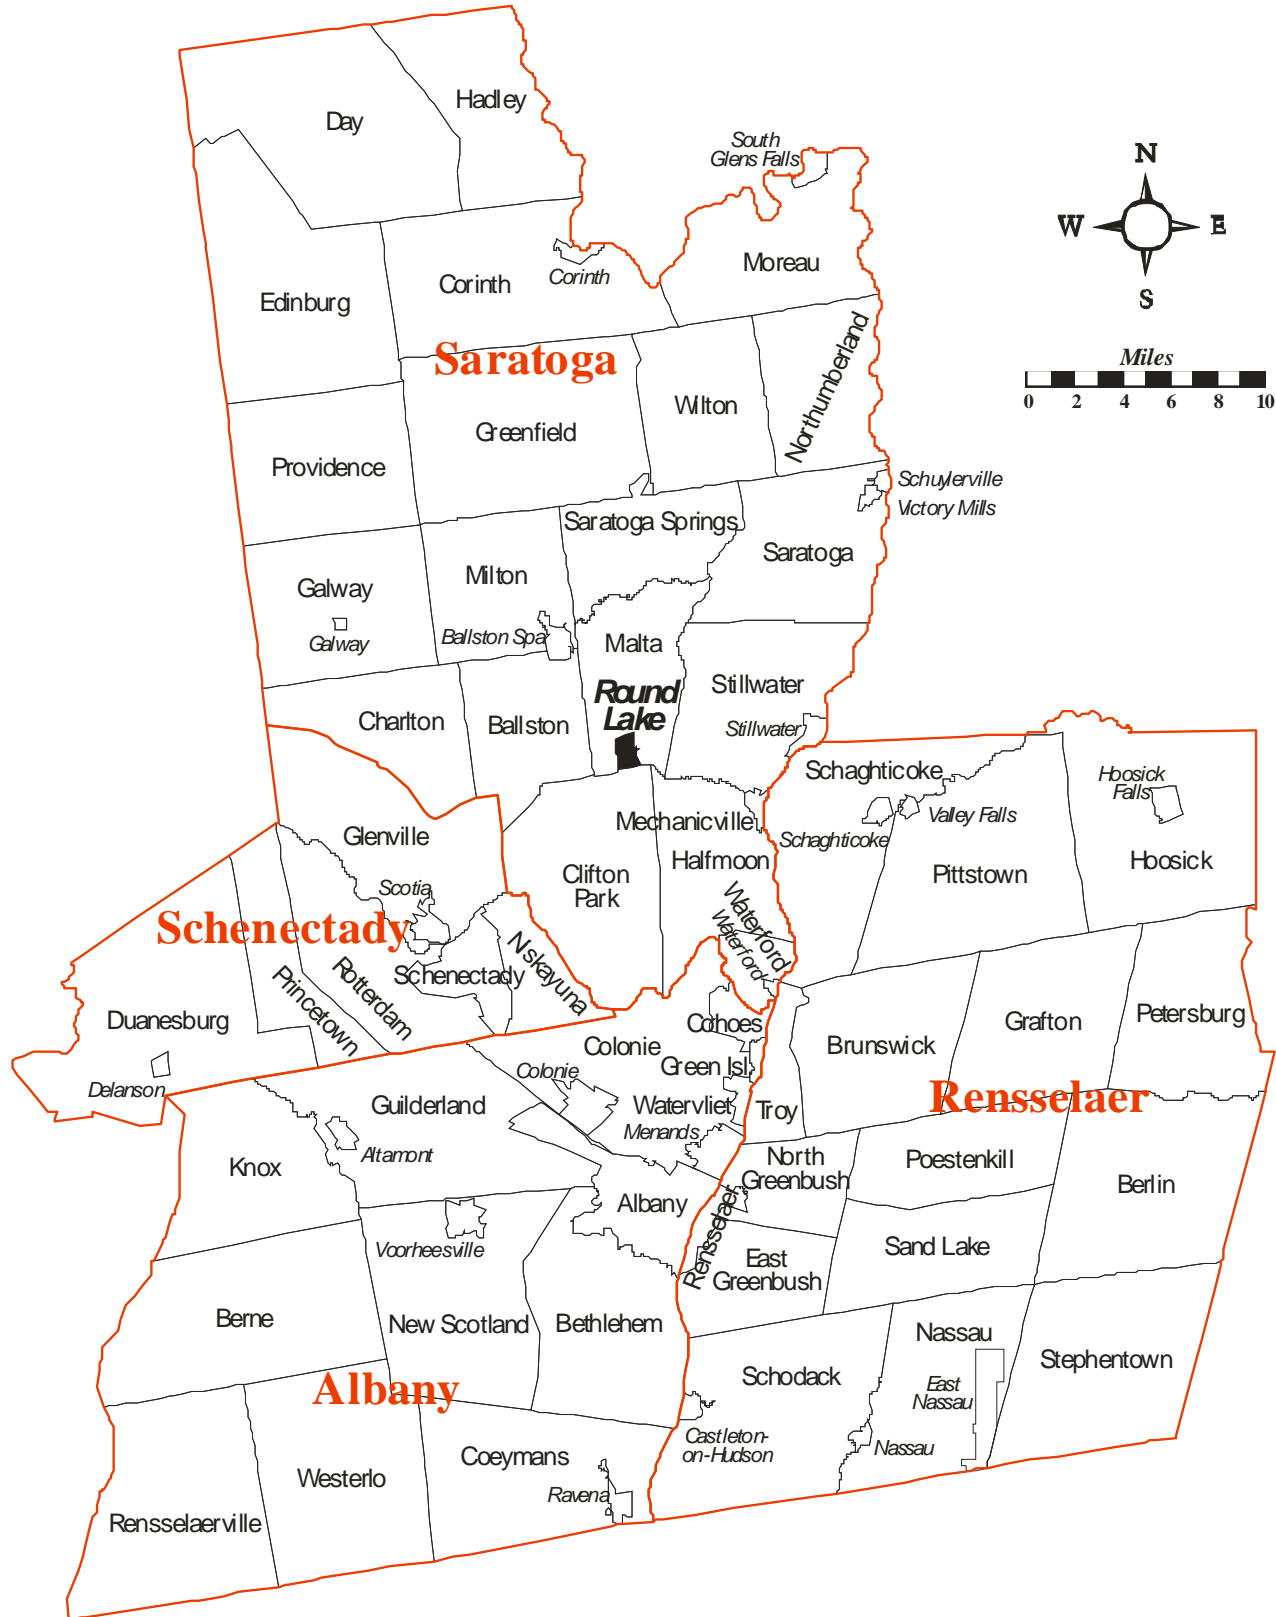 Hadley
Day
South
Glens Falls
N
W
E
S
Moreau
Corinth
Corinth
Edinburg
Northumberland
Saratoga
Miles
0 2 4 6 8 10
Wilton
Greenfield
Providence
Schuylerville
Victory Mills
Saratoga Springs
Saratoga
Milton
Galway
Galway
Ballston Spa
Malta
Stillwater
Round
Lake
Charlton
Ballston
Stillwater
Schaghticoke
Hoosick
Falls
Valley Falls
Mechanicville
Schaghticoke
Glenville
Halfmoon
Hoosick
Clifton
Park
Pittstown
Scotia
Waterford
Waterford
Schenectady
Niskayuna
Schenectady
Rotterdam
Princetown
Duanesburg
Cohoes
Petersburg
Grafton
Brunswick
Colonie
Green Isl.
Colonie
Delanson
Rensselaer
Guilderland
Watervliet
Troy
Menands
Altamont
Knox
North
Greenbush
Poestenkill
Berlin
Albany
Rensselaer
Voorheesville
Sand Lake
East
Greenbush
Berne
New Scotland
Bethlehem
Nassau
Stephentown
Schodack
Albany
East
Nassau
Castleton-
on-Hudson
Nassau
Coeymans
Westerlo
Ravena
Rensselaerville